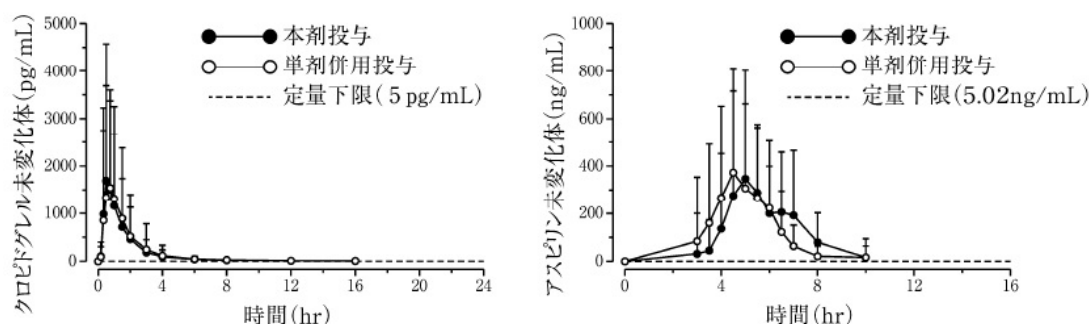 クロピドグレル未変化体(pg/mL)
5000
4000
3000
2000
1000
0
本剤投与
単剤併用投与
定量下限(5 pg/mL)
0 4 8 12 16 20 24
時間(hr)
アスピリン未変化体(ng/mL)
1000
800
600
400
200
0
本剤投与
単剤併用投与
定量下限(5.02ng/mL)
0 4 8 12 16
時間(hr)